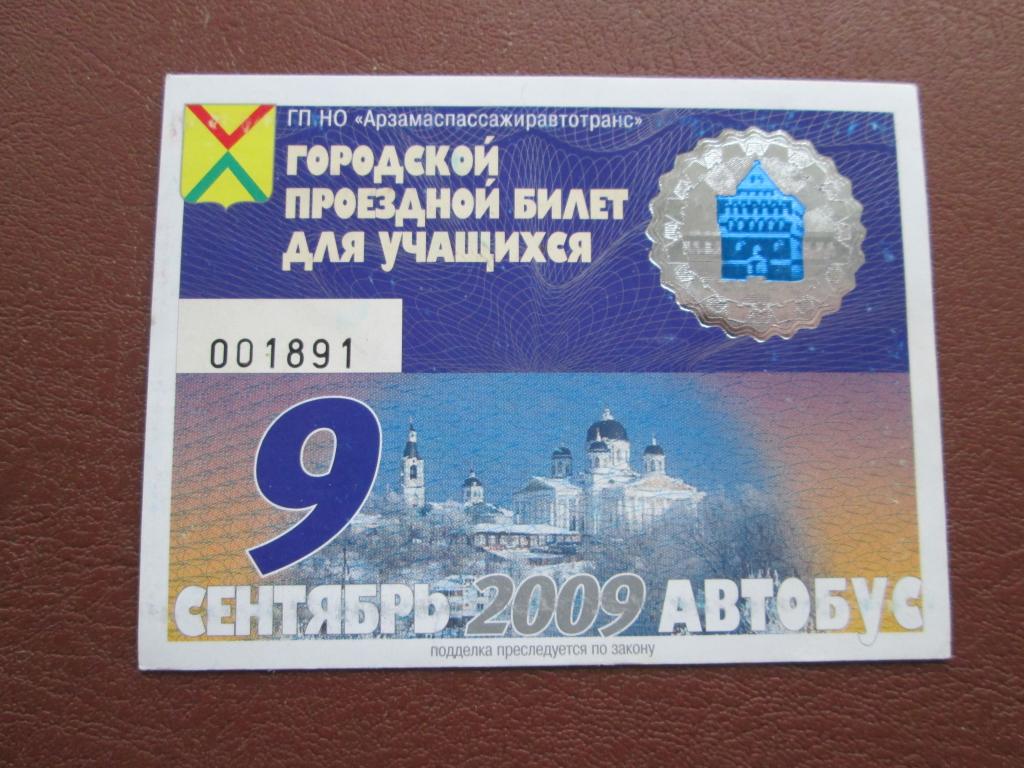 ГП НО «Арзамаспассажиравтотранс»
ГОРОДСКОЙ
ПРОЕЗДНОЙ БИЛЕТ
ДЛЯ УЧАЩИХСЯ
001891
9
СЕНТЯБРЬ 2009 АВТОБУС
подделка преследуется по закону